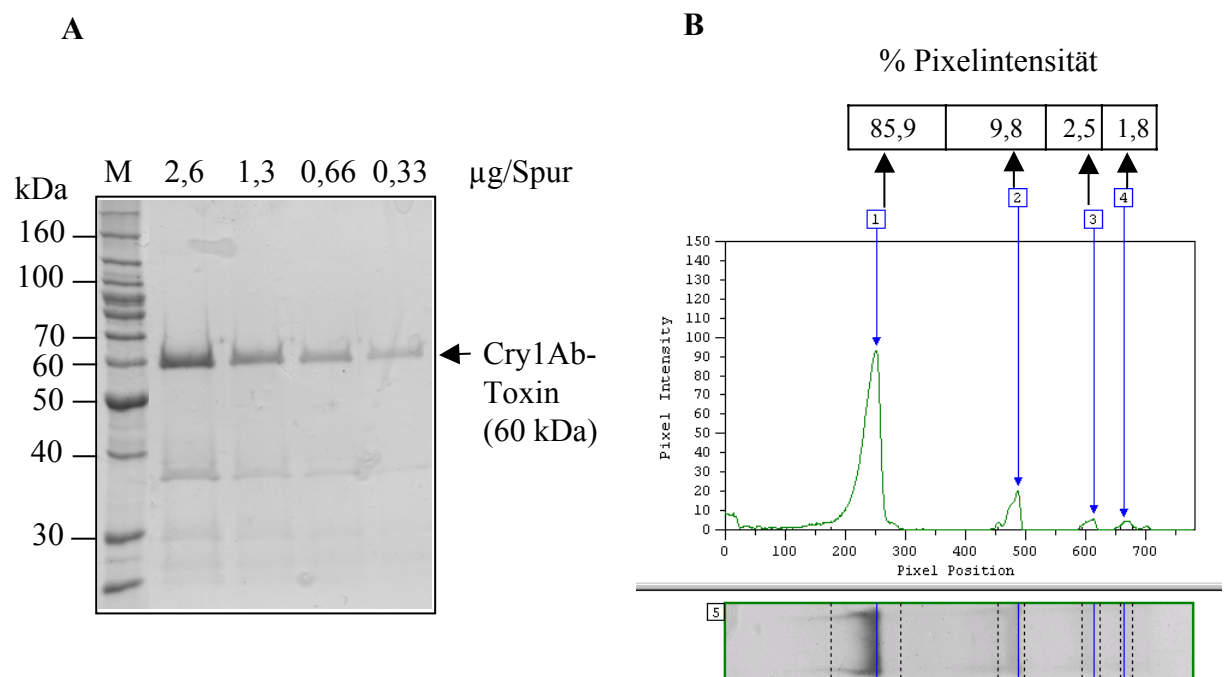 A
M 2,6 1,3 0,66 0,33 µg/Spur
kDa
160
100
70
60
50
40
30
Cry1Ab-
Toxin
(60 kDa)
B
% Pixelintensität
85,9 9,8 2,5 1,8
1 2 3 4
150
140
130
120
110
100
90
80
70
60
50
40
30
20
10
0
Pixel Intensity
0 100 200 300 400 500 600 700
Pixel Position
5